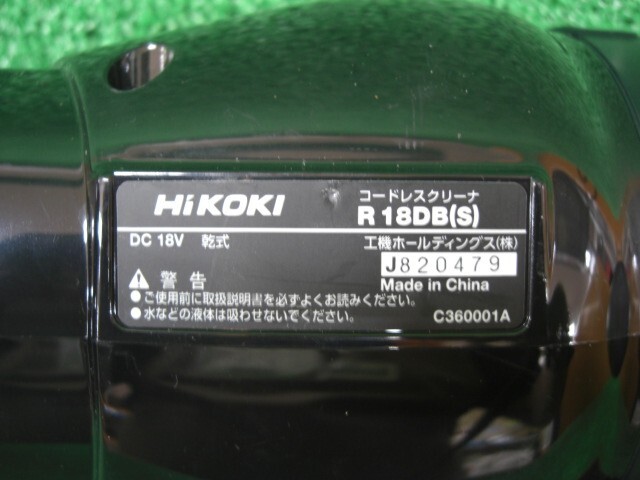 HiKOKI
コードレスクリーナ
R 18DB(S)
DC 18V 乾式
工機ホールディングス(株)
J820479
Made in China
警告
●ご使用前に取扱説明書を必ずよくお読みください。
●水などの液体は吸わせないでください。
C360001A